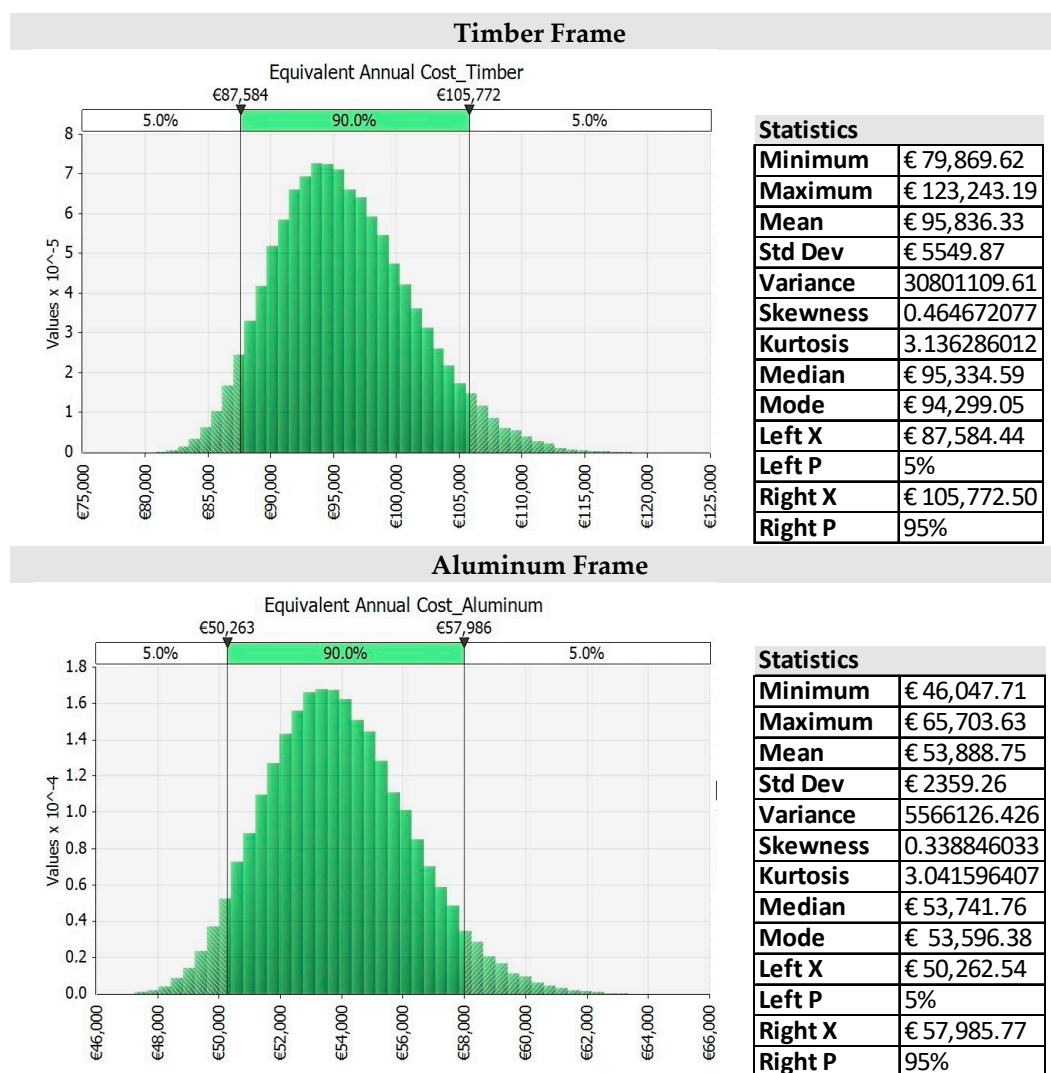 Timber Frame
Equivalent Annual Cost_Timber
€87,584 €105,772
5.0% 90.0% 5.0%
8
7
6
5
4
3
2
1
0
Values x 10^-5
€75,000
€80,000
€85,000
€90,000
€95,000
€100,000
€105,000
€110,000
€115,000
€120,000
€125,000
Statistics
Minimum € 79,869.62
Maximum € 123,243.19
Mean € 95,836.33
Std Dev € 5549.87
Variance 30801109.61
Skewness 0.464672077
Kurtosis 3.136286012
Median € 95,334.59
Mode € 94,299.05
Left X € 87,584.44
Left P 5%
Right X € 105,772.50
Right P 95%
Aluminum Frame
Equivalent Annual Cost_Aluminum
€50,263 €57,986
5.0% 90.0% 5.0%
1.8
1.6
1.4
1.2
1.0
0.8
0.6
0.4
0.2
0.0
Values x 10^-4
€46,000
€48,000
€50,000
€52,000
€54,000
€56,000
€58,000
€60,000
€62,000
€64,000
€66,000
Statistics
Minimum € 46,047.71
Maximum € 65,703.63
Mean € 53,888.75
Std Dev € 2359.26
Variance 5566126.426
Skewness 0.338846033
Kurtosis 3.041596407
Median € 53,741.76
Mode € 53,596.38
Left X € 50,262.54
Left P 5%
Right X € 57,985.77
Right P 95%